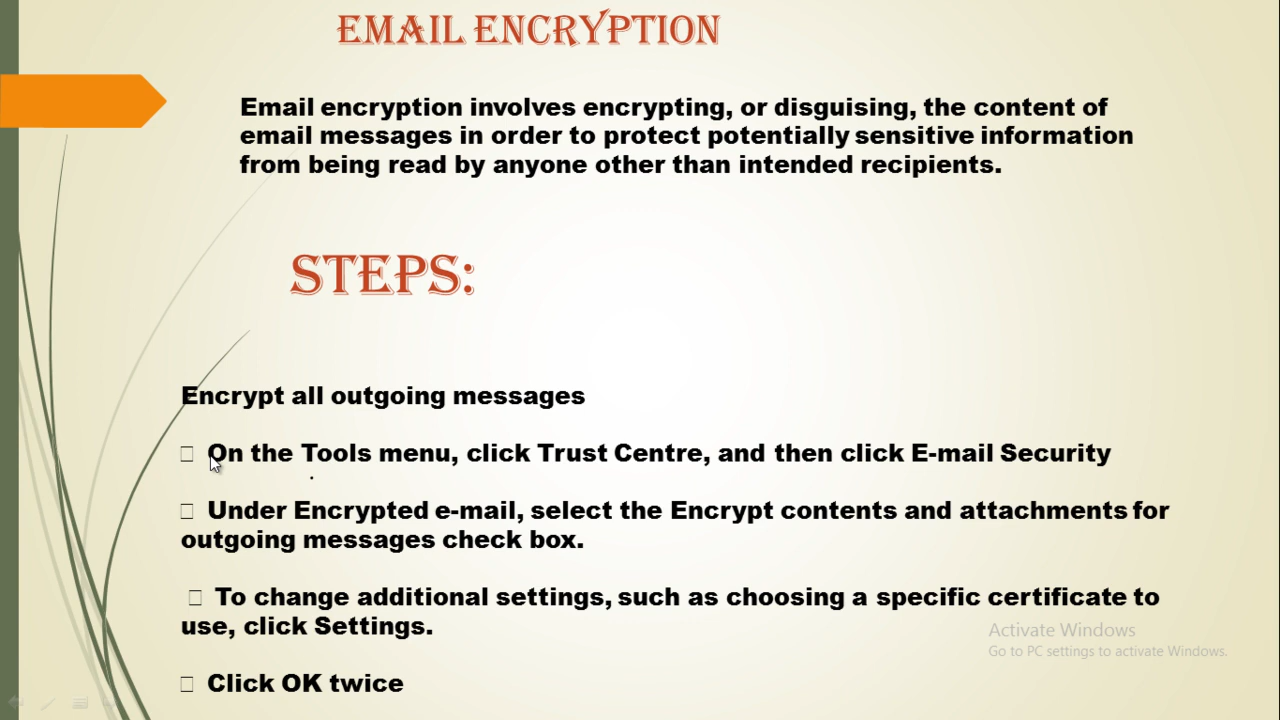 EMAIL ENCRYPTION
Email encryption involves encrypting, or disguising, the content of
email messages in order to protect potentially sensitive information
from being read by anyone other than intended recipients.
STEPS:
Encrypt all outgoing messages
□ On the Tools menu, click Trust Centre, and then click E-mail Security
.
□ Under Encrypted e-mail, select the Encrypt contents and attachments for
outgoing messages check box.
□ To change additional settings, such as choosing a specific certificate to
use, click Settings.
Activate Windows
Go to PC settings to activate Windows.
□ Click OK twice